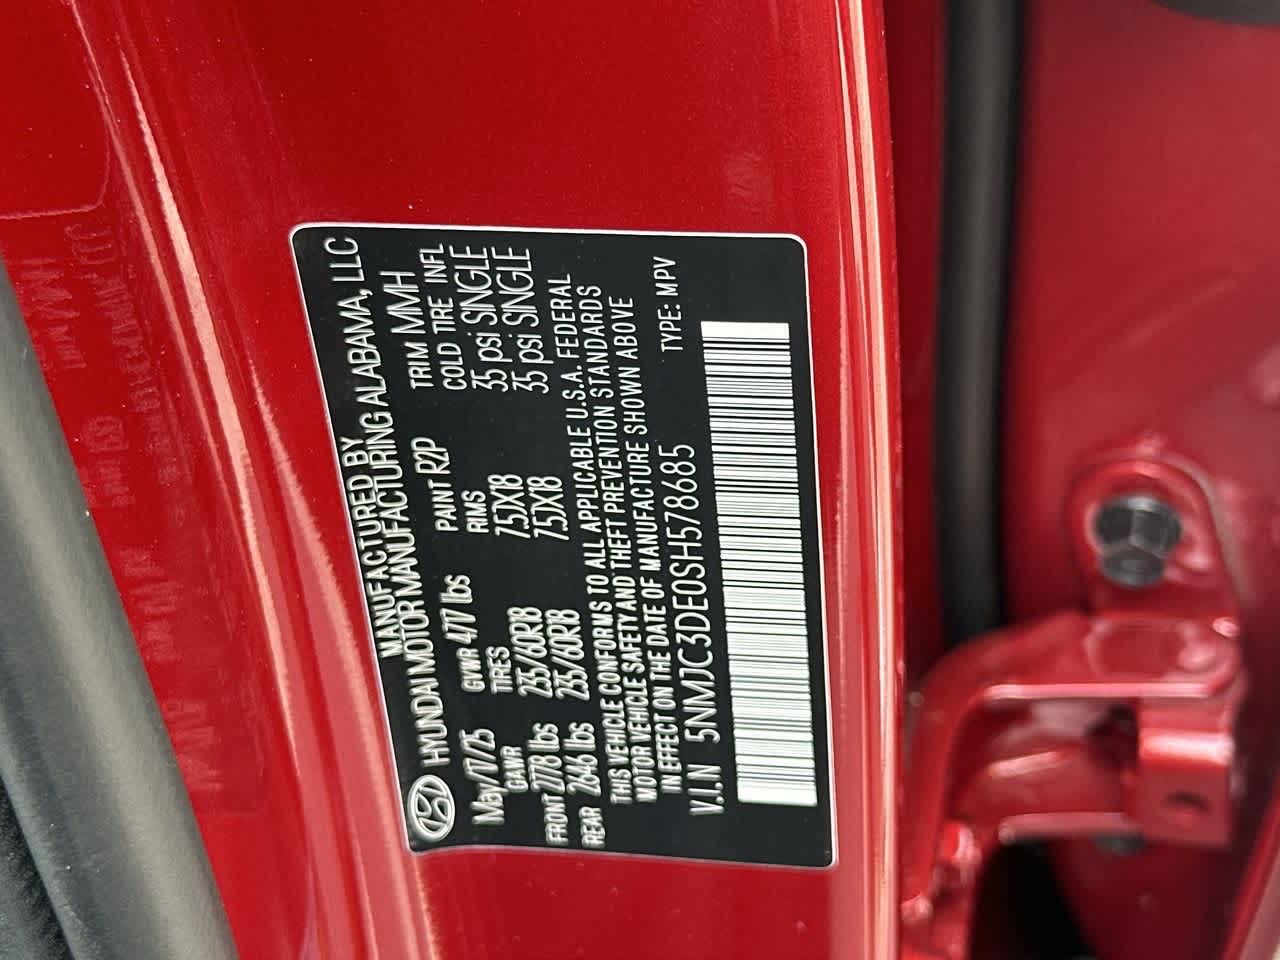 MANUFACTURED BY
HYUNDAI MOTOR MANUFACTURING ALABAMA, LLC
May/17/25 GVWR 4717 lbs PAINT R2P TRIM MMH
GAWR TIRES RIMS COLD TIRE INFL
FRONT 2778 lbs 235/60R18 7.5JX18 35 psi SINGLE
REAR 2646 lbs 235/60R18 7.5JX18 35 psi SINGLE
THIS VEHICLE CONFORMS TO ALL APPLICABLE U.S.A. FEDERAL
MOTOR VEHICLE SAFETY AND THEFT PREVENTION STANDARDS
IN EFFECT ON THE DATE OF MANUFACTURE SHOWN ABOVE
V.I.N 5NMJC3DE0SH578685 TYPE: MPV